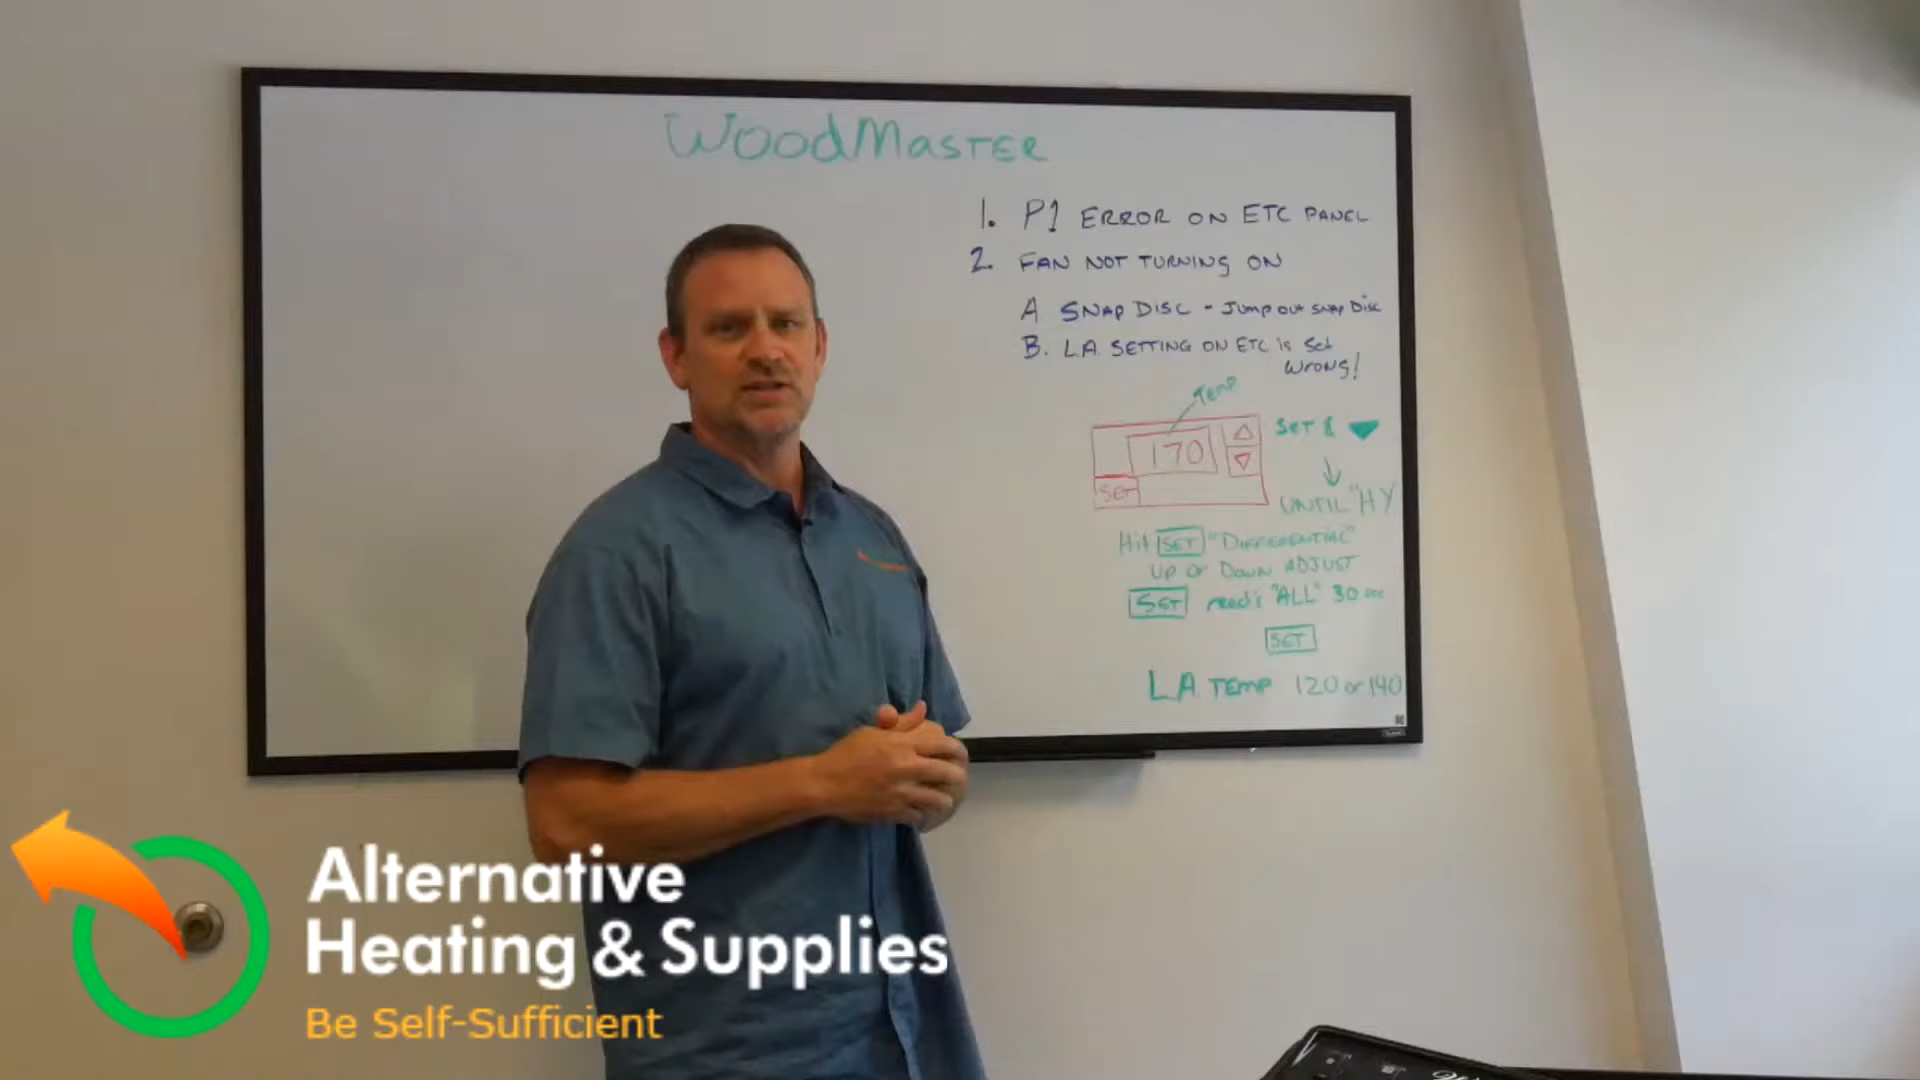 WOODMASTER
1. P1 ERROR ON ETC PANEL
2. FAN NOT TURNING ON
A SNAP DISC - JUMP OUT SNAP DISC
B. L.A. SETTING ON ETC is Set
Wrong!
TEMP
170
SET
SET & ▼
↓
UNTIL "HY
Hit SET "DIFFERENTIAL"
UP or DOWN ADJUST
SET read's "ALL" 30 sec
SET
L.A. TEMP 120 or 140
Alternative
Heating & Supplies
Be Self-Sufficient